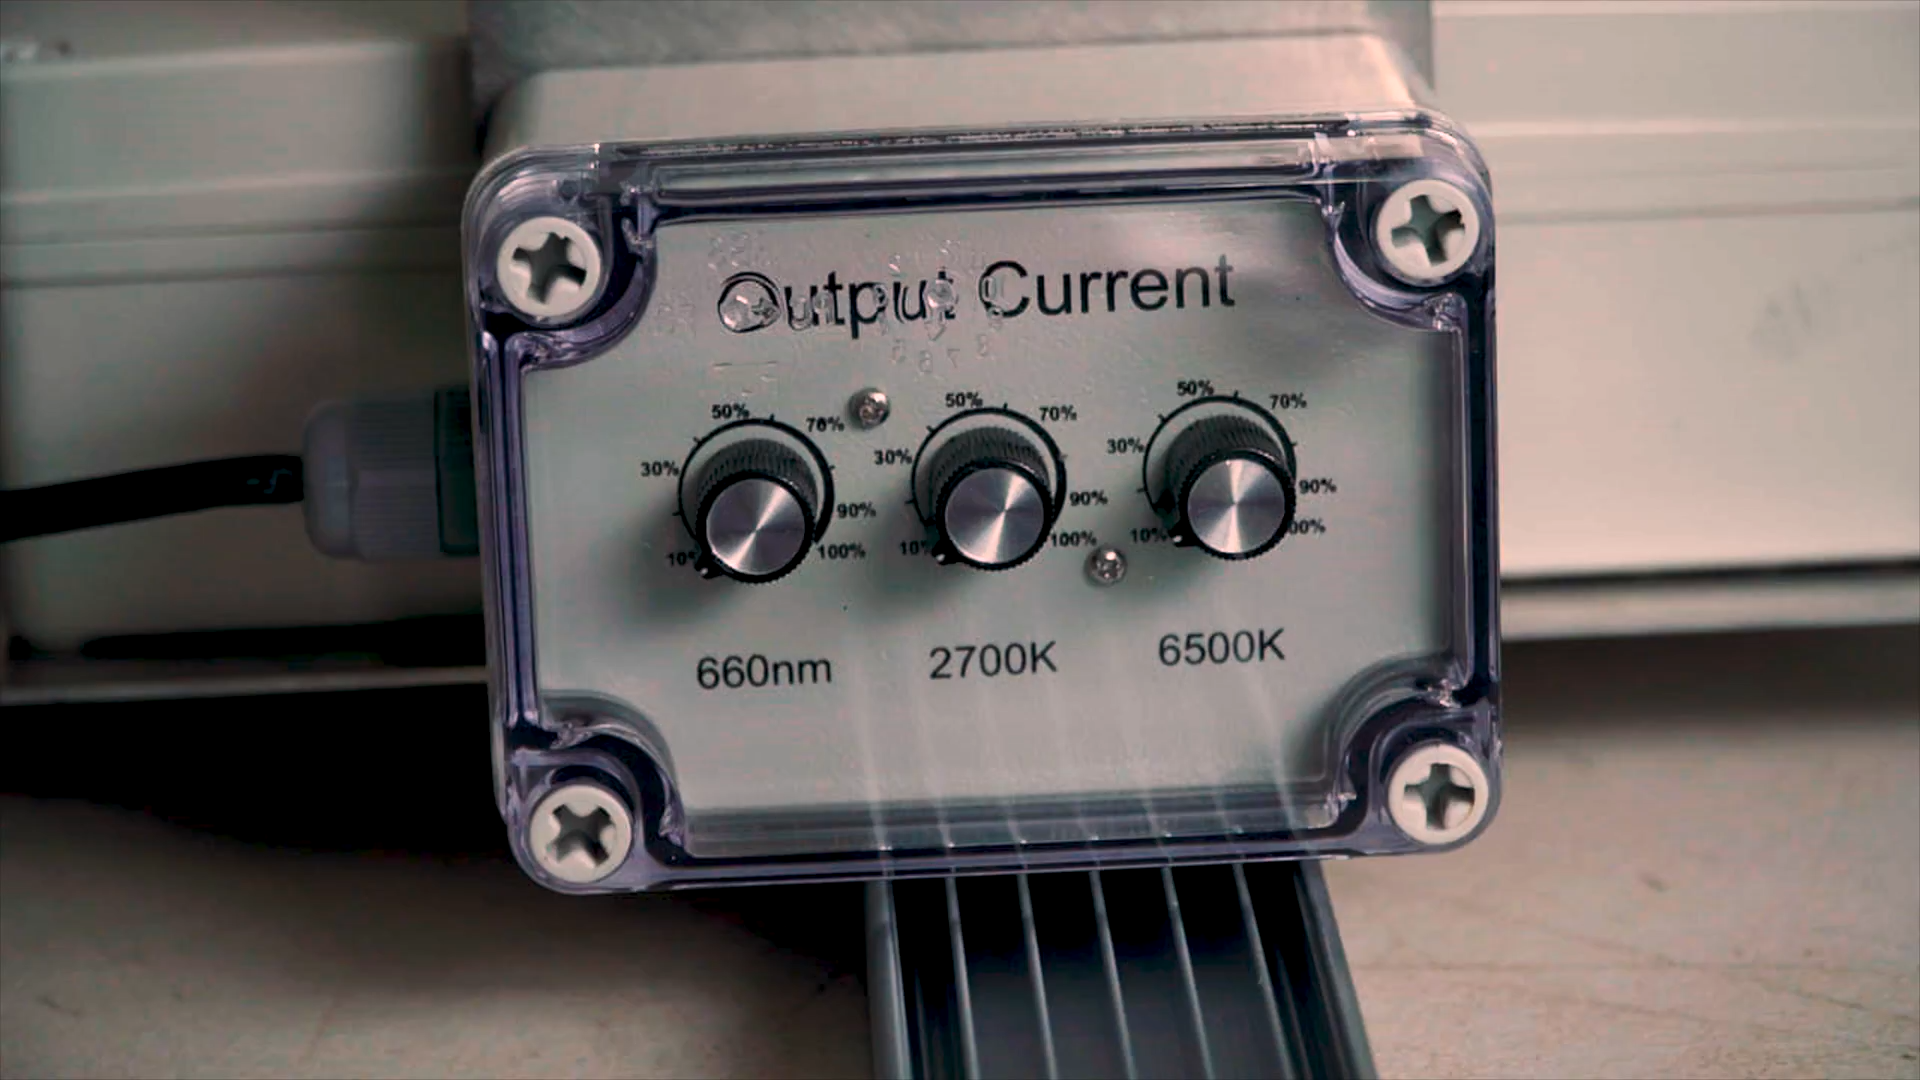 Output Current
50% 50% 50%
70% 70% 70%
30% 30% 30%
90% 90% 90%
10% 10% 10%
100% 100% 00%
660nm 2700K 6500K